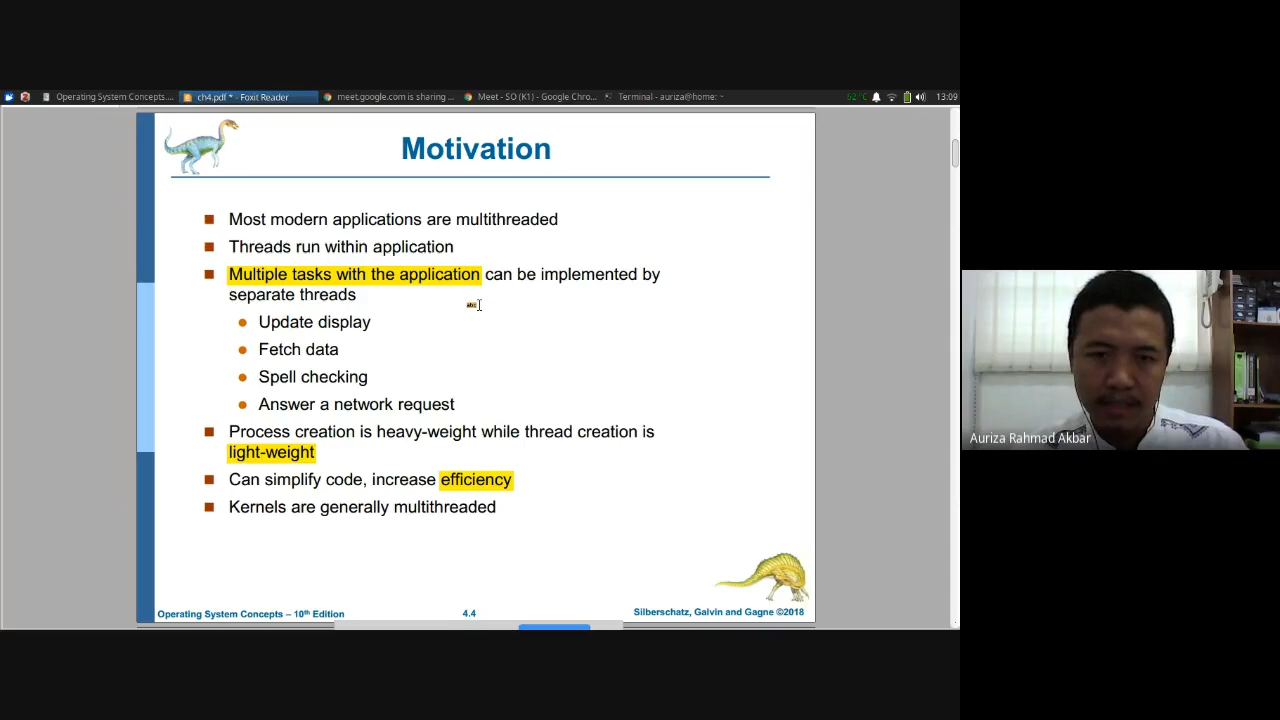 Operating System Concepts....
ch4.pdf * - Foxit Reader
meet.google.com is sharing ...
Meet - SO (K1) - Google Chro...
Terminal - auriza@home: ~
62°C
13:09
Motivation
Most modern applications are multithreaded
Threads run within application
Multiple tasks with the application can be implemented by
separate threads
Update display
Fetch data
Spell checking
Answer a network request
Process creation is heavy-weight while thread creation is
light-weight
Can simplify code, increase efficiency
Kernels are generally multithreaded
Operating System Concepts – 10th Edition
4.4
Silberschatz, Galvin and Gagne ©2018
Auriza Rahmad Akbar